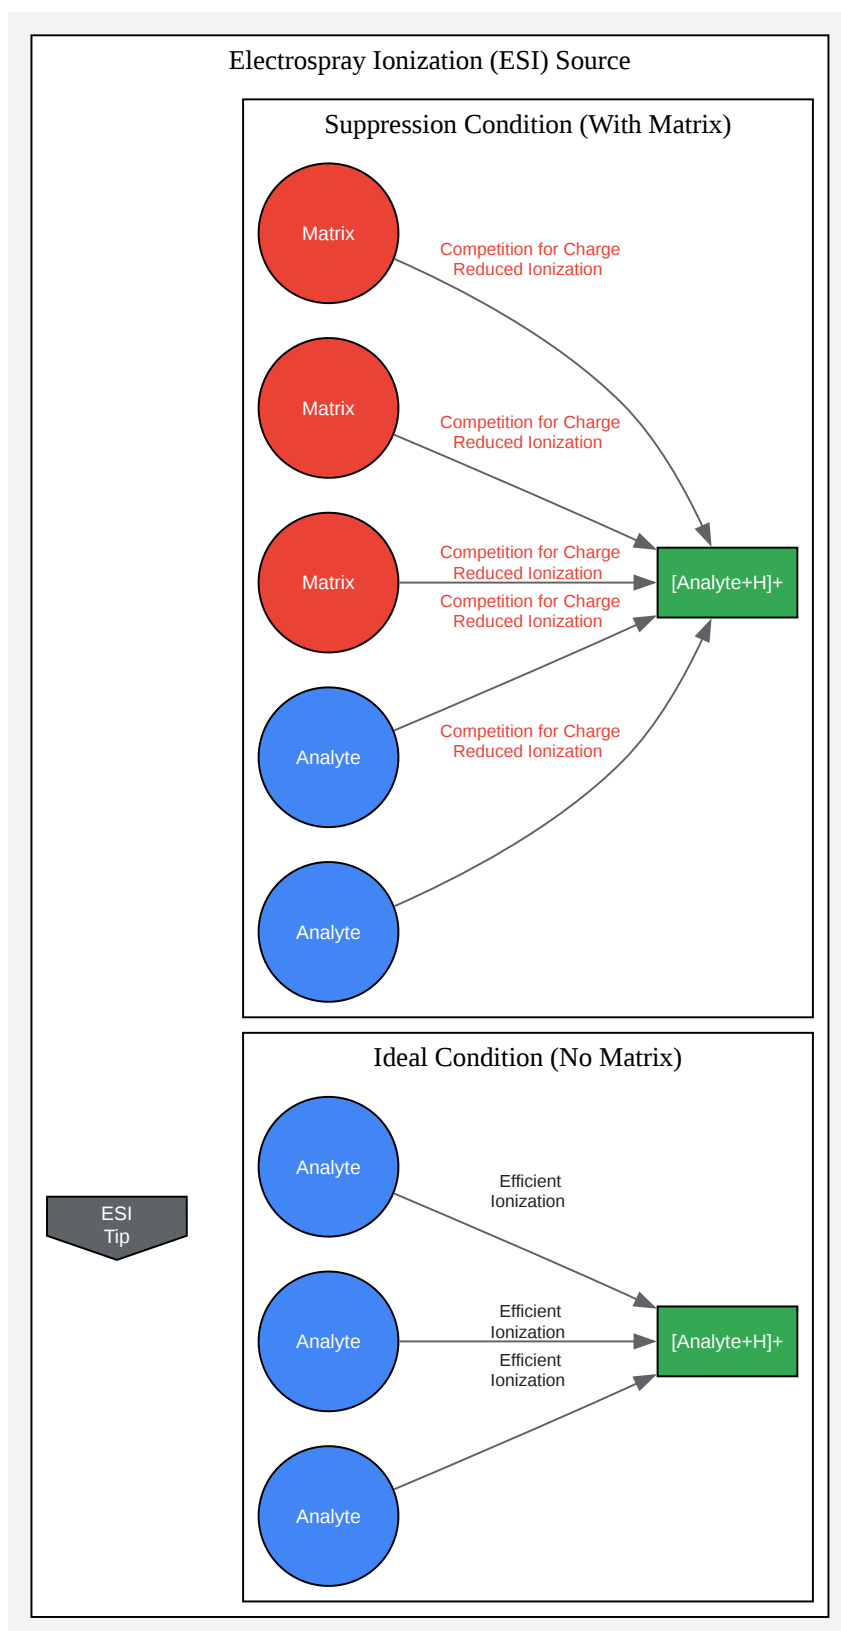 Electrospray Ionization (ESI) Source
Suppression Condition (With Matrix)
Matrix
Competition for Charge
Reduced Ionization
Matrix
Competition for Charge
Reduced Ionization
Matrix
Competition for Charge
Reduced Ionization
[Analyte+H]+
Competition for Charge
Reduced Ionization
Analyte
Competition for Charge
Reduced Ionization
Analyte
Ideal Condition (No Matrix)
Analyte
Efficient
Ionization
ESI
Tip
Analyte
Efficient
Ionization
[Analyte+H]+
Efficient
Ionization
Analyte